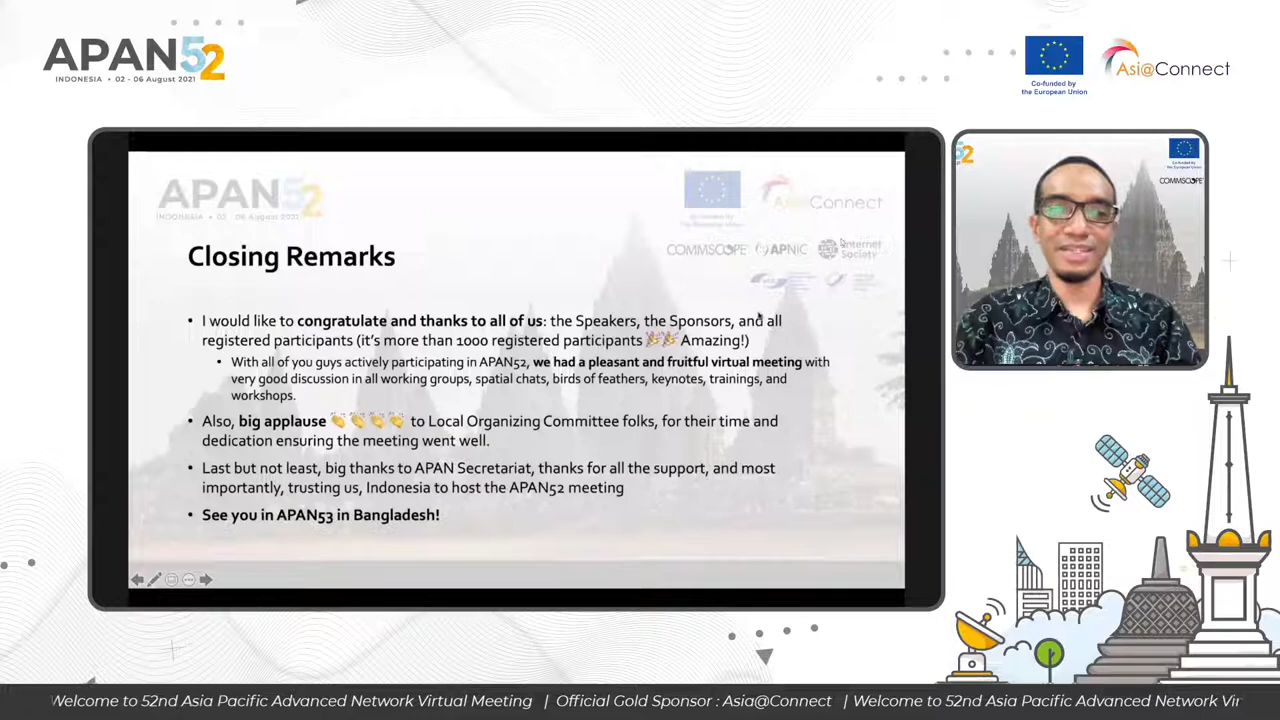 APAN52
INDONESIA • 02 - 06 August 2021
Co-funded by
the European Union
Asi@Connect
APAN52
INDONESIA • 02 - 06 August 2021
Co-funded by
the European Union
Asi@Connect
COMMSCOPE
APNIC
Internet
Society
Closing Remarks
• I would like to congratulate and thanks to all of us: the Speakers, the Sponsors, and all
registered participants (it's more than 1000 registered participants 🎉🎉 Amazing!)
• With all of you guys actively participating in APAN52, we had a pleasant and fruitful virtual meeting with
very good discussion in all working groups, spatial chats, birds of feathers, keynotes, trainings, and
workshops.
• Also, big applause 👏👏👏👏 to Local Organizing Committee folks, for their time and
dedication ensuring the meeting went well.
• Last but not least, big thanks to APAN Secretariat, thanks for all the support, and most
importantly, trusting us, Indonesia to host the APAN52 meeting
• See you in APAN53 in Bangladesh!
52
COMMSCOPE
Welcome to 52nd Asia Pacific Advanced Network Virtual Meeting | Official Gold Sponsor : Asia@Connect | Welcome to 52nd Asia Pacific Advanced Network Vir